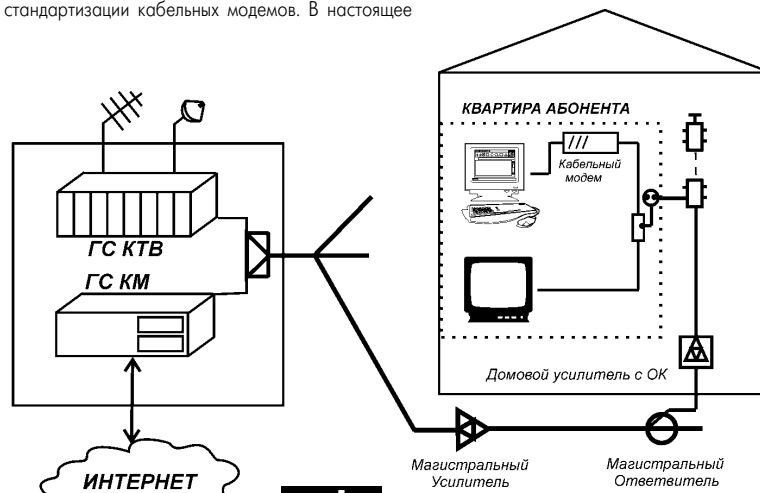 стандартизации кабельных модемов. В настоящее
КВАРТИРА АБОНЕНТА
Кабельный
модем
ГС КТВ
ГС КМ
Домовой усилитель с ОК
ИНТЕРНЕТ
Магистральный
Усилитель
Магистральный
Ответвитель